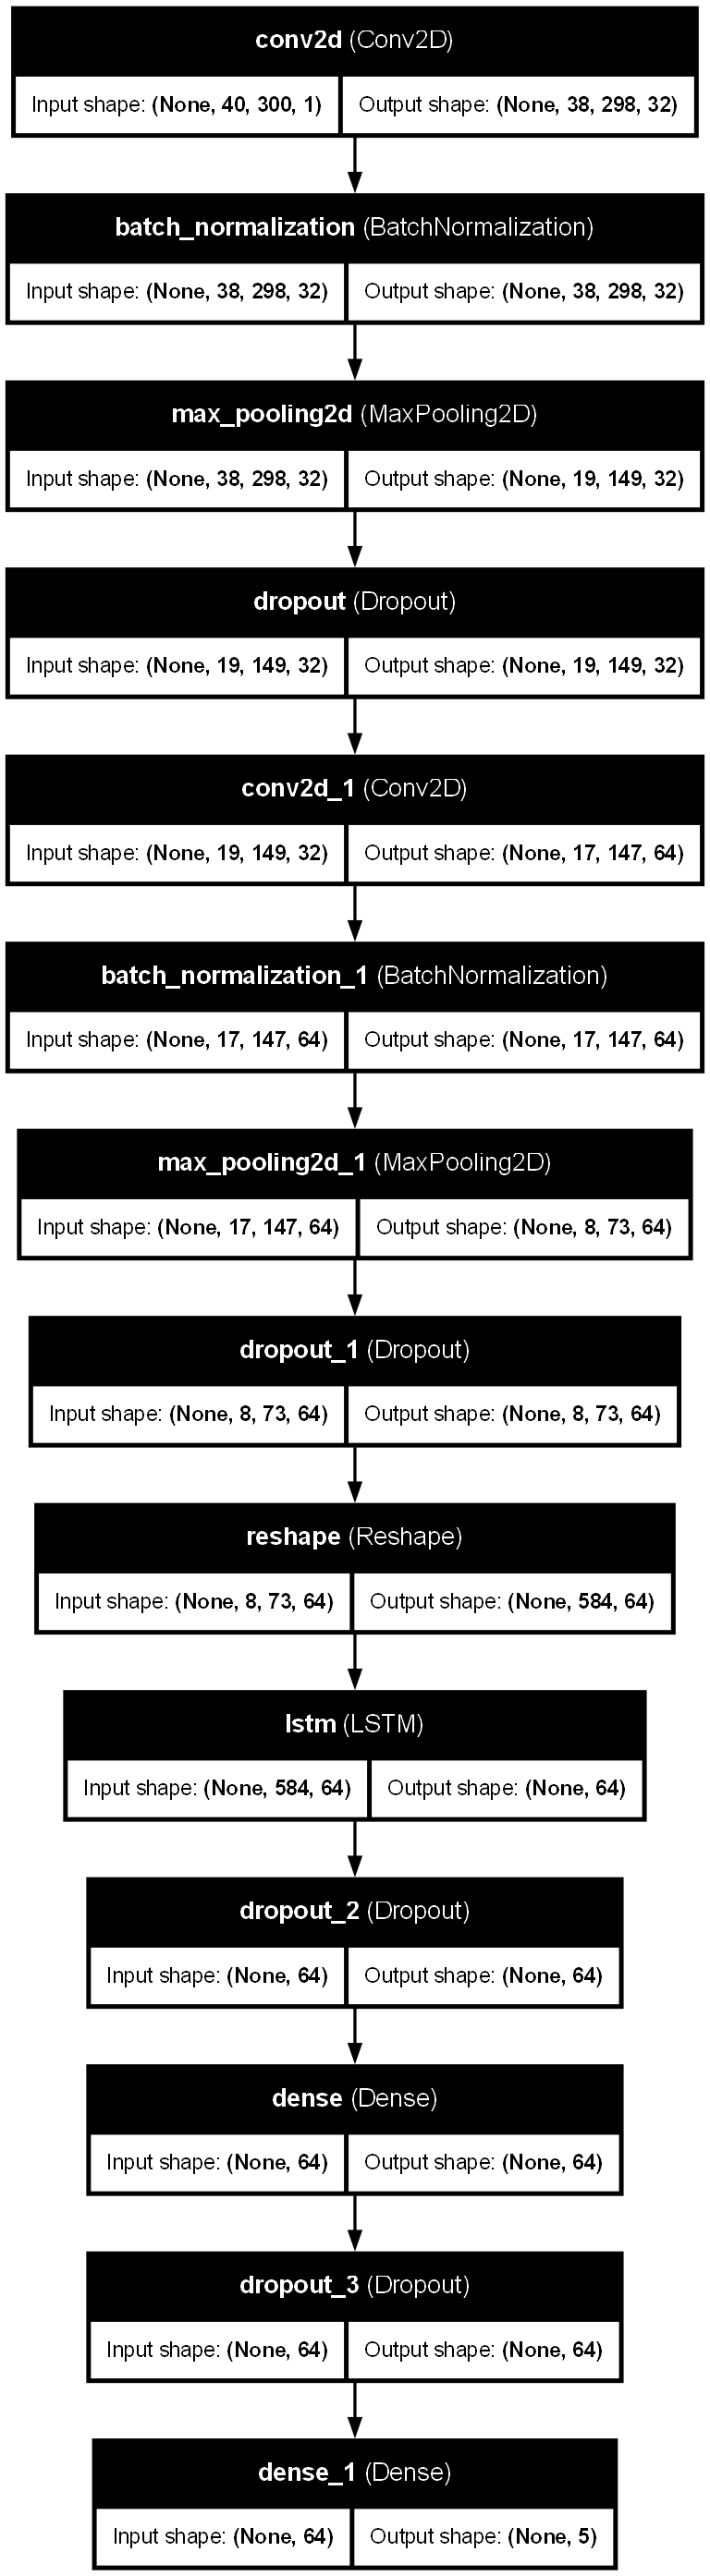 conv2d (Conv2D)
Input shape: (None, 40, 300, 1) Output shape: (None, 38, 298, 32)
batch_normalization (BatchNormalization)
Input shape: (None, 38, 298, 32) Output shape: (None, 38, 298, 32)
max_pooling2d (MaxPooling2D)
Input shape: (None, 38, 298, 32) Output shape: (None, 19, 149, 32)
dropout (Dropout)
Input shape: (None, 19, 149, 32) Output shape: (None, 19, 149, 32)
conv2d_1 (Conv2D)
Input shape: (None, 19, 149, 32) Output shape: (None, 17, 147, 64)
batch_normalization_1 (BatchNormalization)
Input shape: (None, 17, 147, 64) Output shape: (None, 17, 147, 64)
max_pooling2d_1 (MaxPooling2D)
Input shape: (None, 17, 147, 64) Output shape: (None, 8, 73, 64)
dropout_1 (Dropout)
Input shape: (None, 8, 73, 64) Output shape: (None, 8, 73, 64)
reshape (Reshape)
Input shape: (None, 8, 73, 64) Output shape: (None, 584, 64)
lstm (LSTM)
Input shape: (None, 584, 64) Output shape: (None, 64)
dropout_2 (Dropout)
Input shape: (None, 64) Output shape: (None, 64)
dense (Dense)
Input shape: (None, 64) Output shape: (None, 64)
dropout_3 (Dropout)
Input shape: (None, 64) Output shape: (None, 64)
dense_1 (Dense)
Input shape: (None, 64) Output shape: (None, 5)